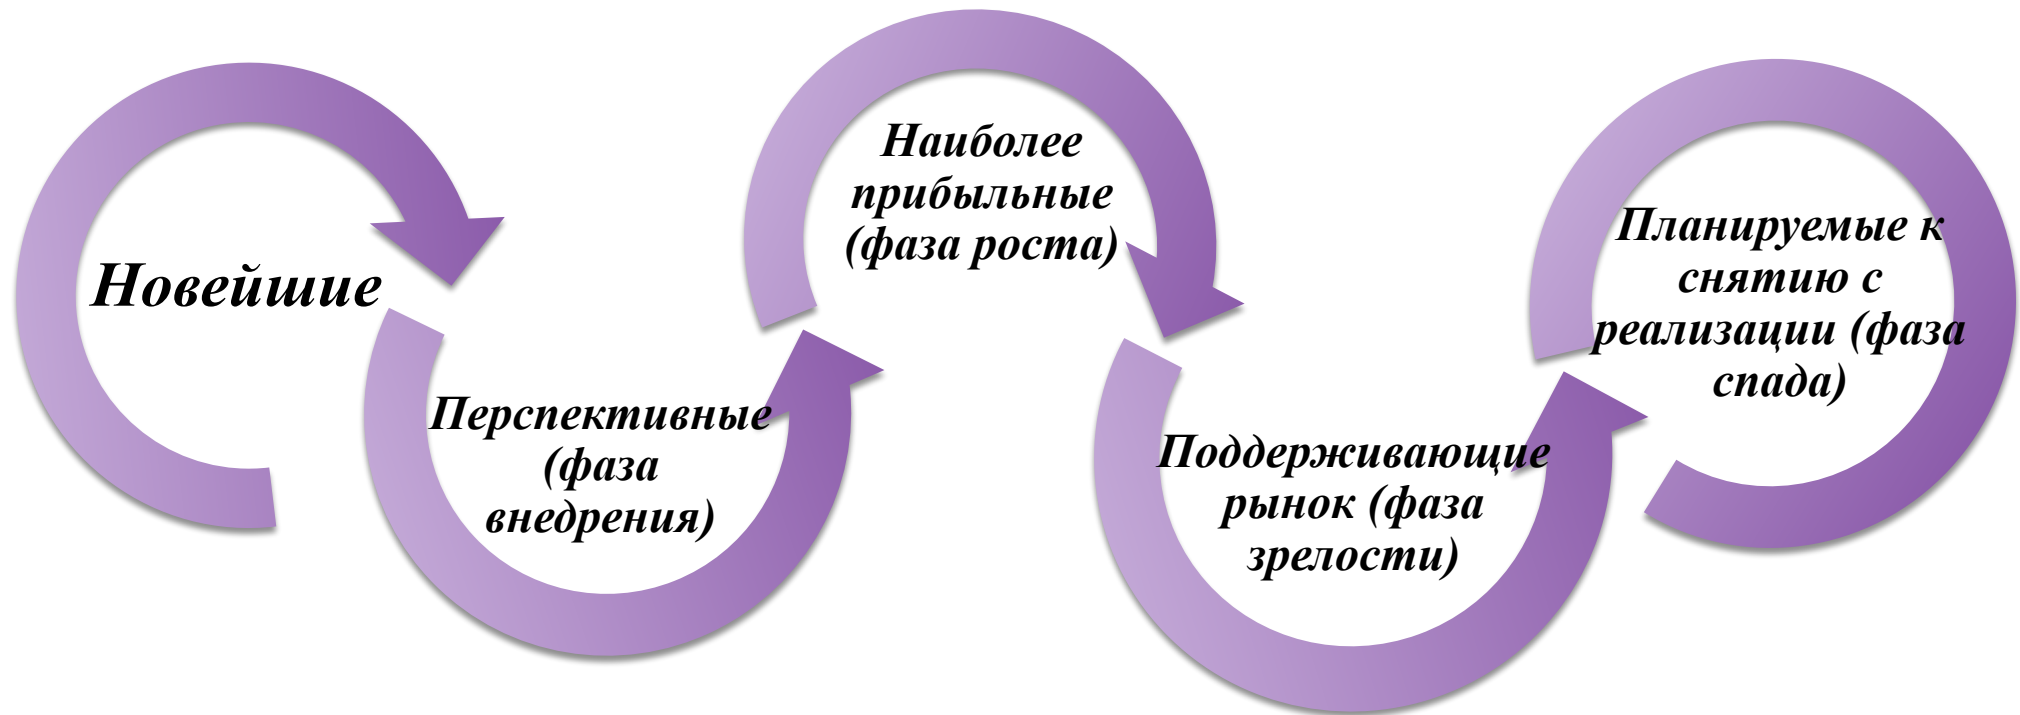 Новейшие
Перспективные
(фаза
внедрения)
Наиболее
прибыльные
(фаза роста)
Поддерживающие
рынок (фаза
зрелости)
Планируемые к
снятию с
реализации (фаза
спада)